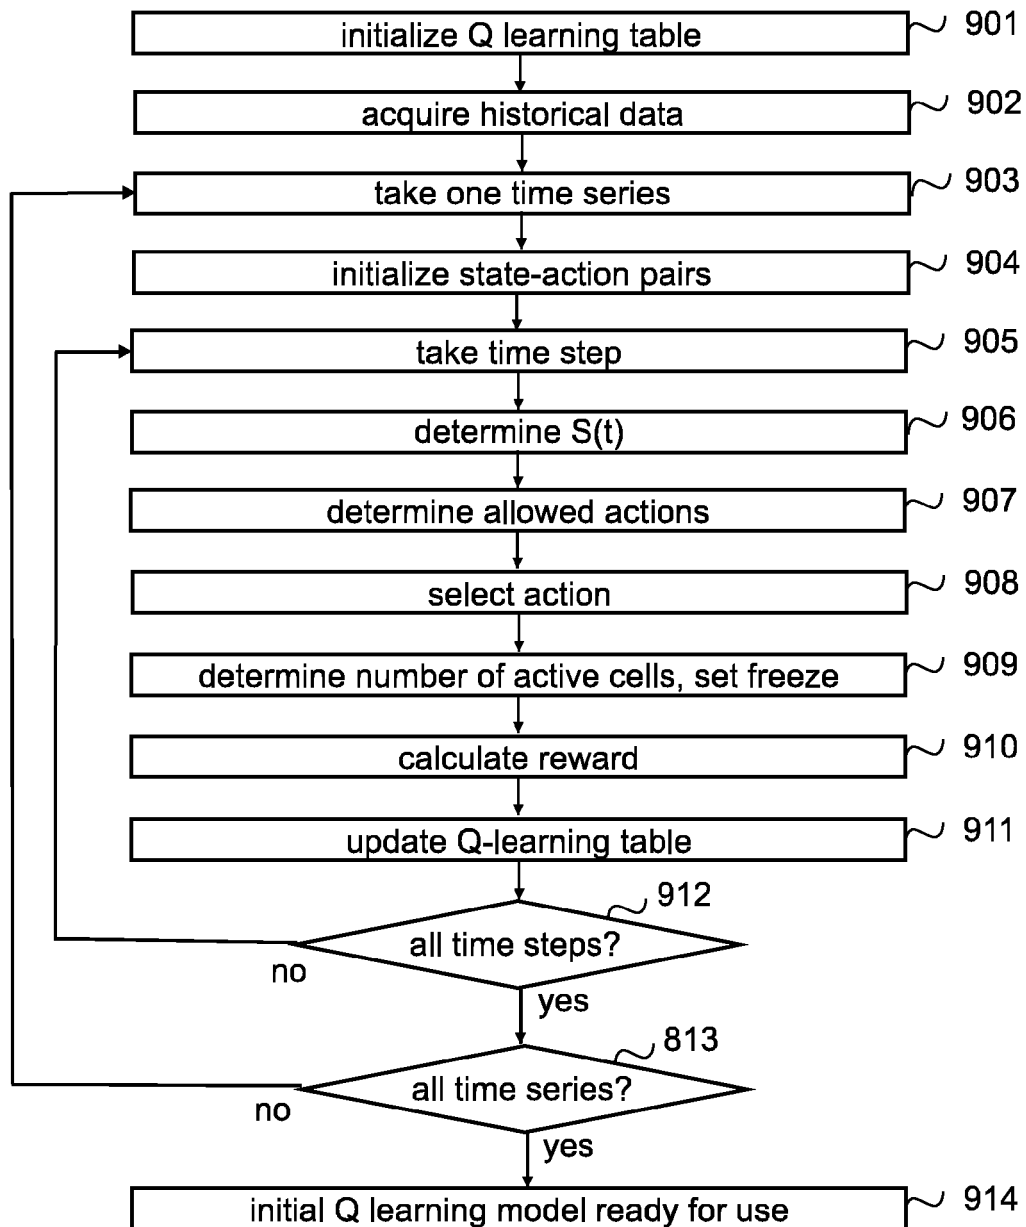 initialize Q learning table 901
acquire historical data 902
take one time series 903
initialize state-action pairs 904
take time step 905
determine S(t) 906
determine allowed actions 907
select action 908
determine number of active cells, set freeze 909
calculate reward 910
update Q-learning table 911
912
all time steps?
no
yes
813
all time series?
no
yes
initial Q learning model ready for use 914